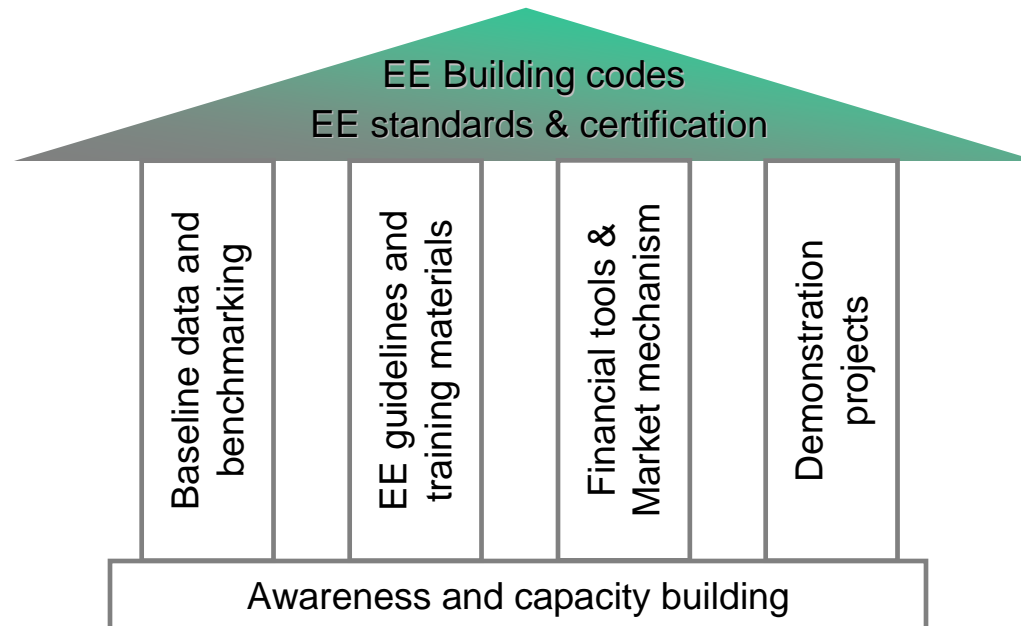 EE Building codes
EE standards & certification
Baseline data and
benchmarking
EE guidelines and
training materials
Financial tools &
Market mechanism
Demonstration
projects
Awareness and capacity building